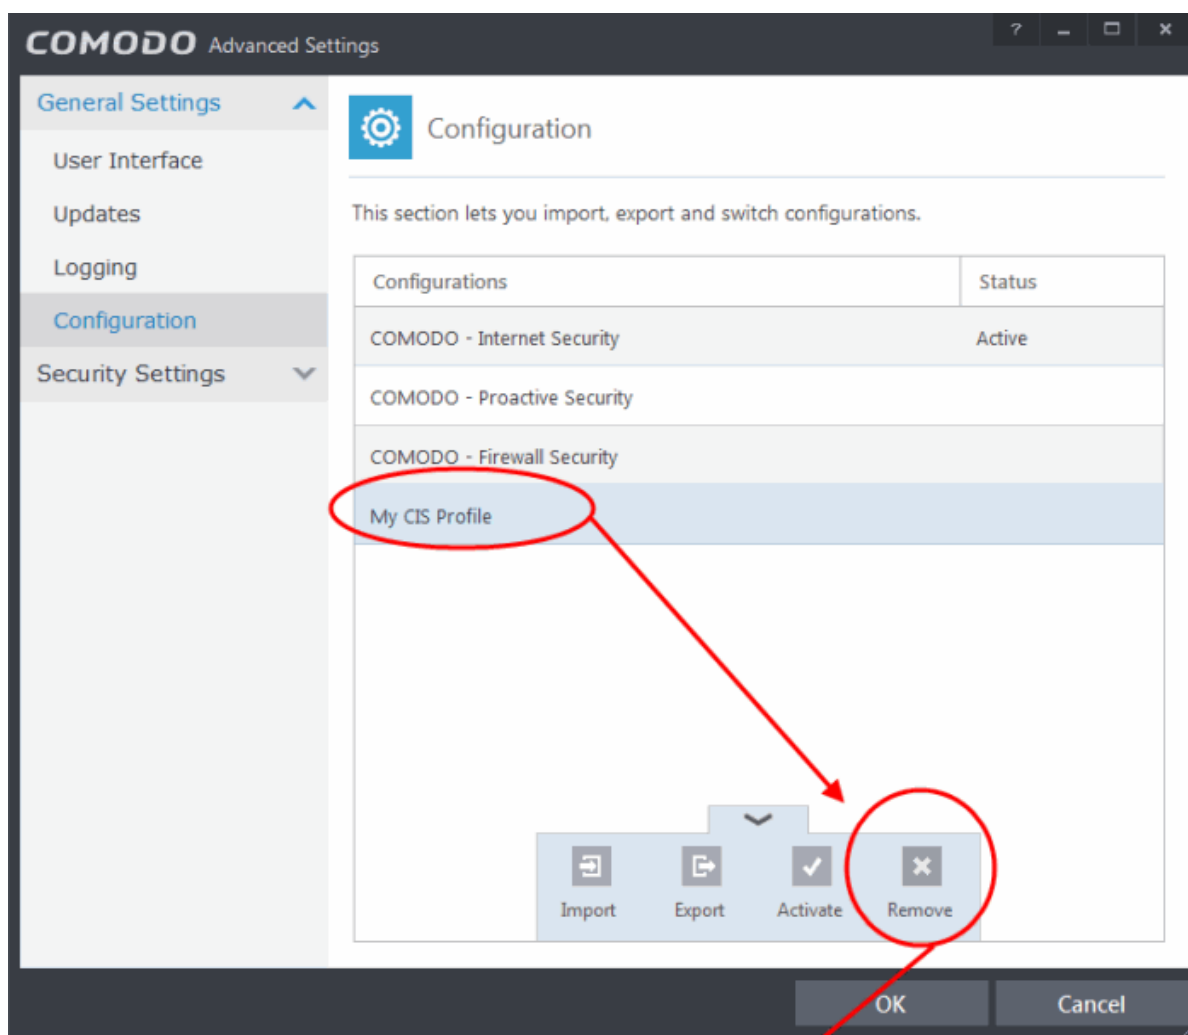 COMODO Advanced Settings
General Settings
User Interface
Updates
Logging
Configuration
Security Settings
Configuration
This section lets you import, export and switch configurations.
Configurations Status
COMODO - Internet Security Active
COMODO - Proactive Security
COMODO - Firewall Security
My CIS Profile
Import Export Activate Remove
OK Cancel